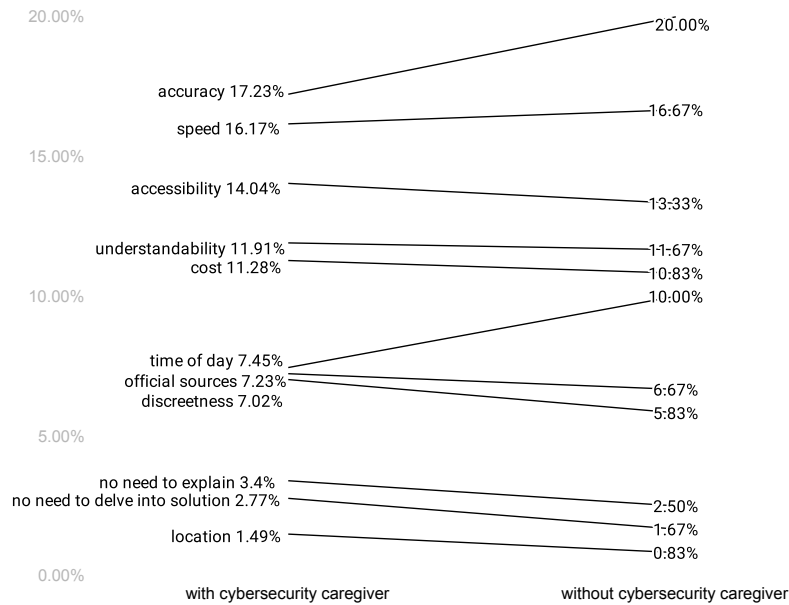 20.00%
20.00%
accuracy 17.23%
16.67%
speed 16.17%
15.00%
accessibility 14.04%
13.33%
understandability 11.91%
11.67%
cost 11.28%
10.83%
10.00%
10.00%
time of day 7.45%
official sources 7.23%
6.67%
discreetness 7.02%
5.83%
5.00%
no need to explain 3.4%
no need to delve into solution 2.77%
2.50%
1.67%
location 1.49%
0.83%
0.00%
with cybersecurity caregiver
without cybersecurity caregiver